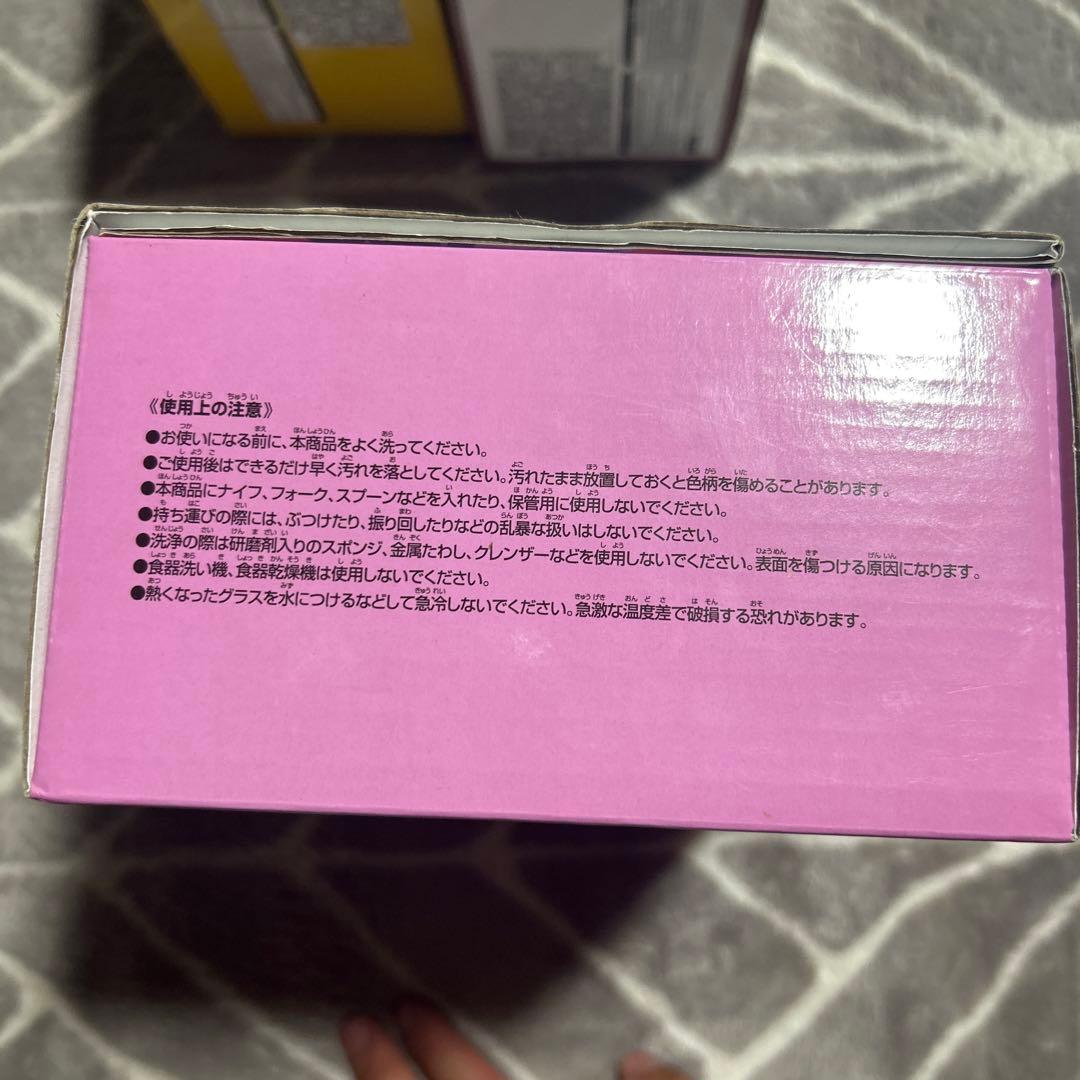 《使用上の注意》
●お使いになる前に、本商品をよく洗ってください。
●ご使用後はできるだけ早く汚れを落としてください。汚れたまま放置しておくと色柄を傷めることがあります。
●本商品にナイフ、フォーク、スプーンなどを入れたり、保管用に使用しないでください。
●持ち運びの際には、ぶつけたり、振り回したりなどの乱暴な扱いはしないでください。
●洗浄の際は研磨剤入りのスポンジ、金属たわし、クレンザーなどを使用しないでください。表面を傷つける原因になります。
●食器洗い機、食器乾燥機は使用しないでください。
●熱くなったグラスを水につけるなどして急冷しないでください。急激な温度差で破損する恐れがあります。